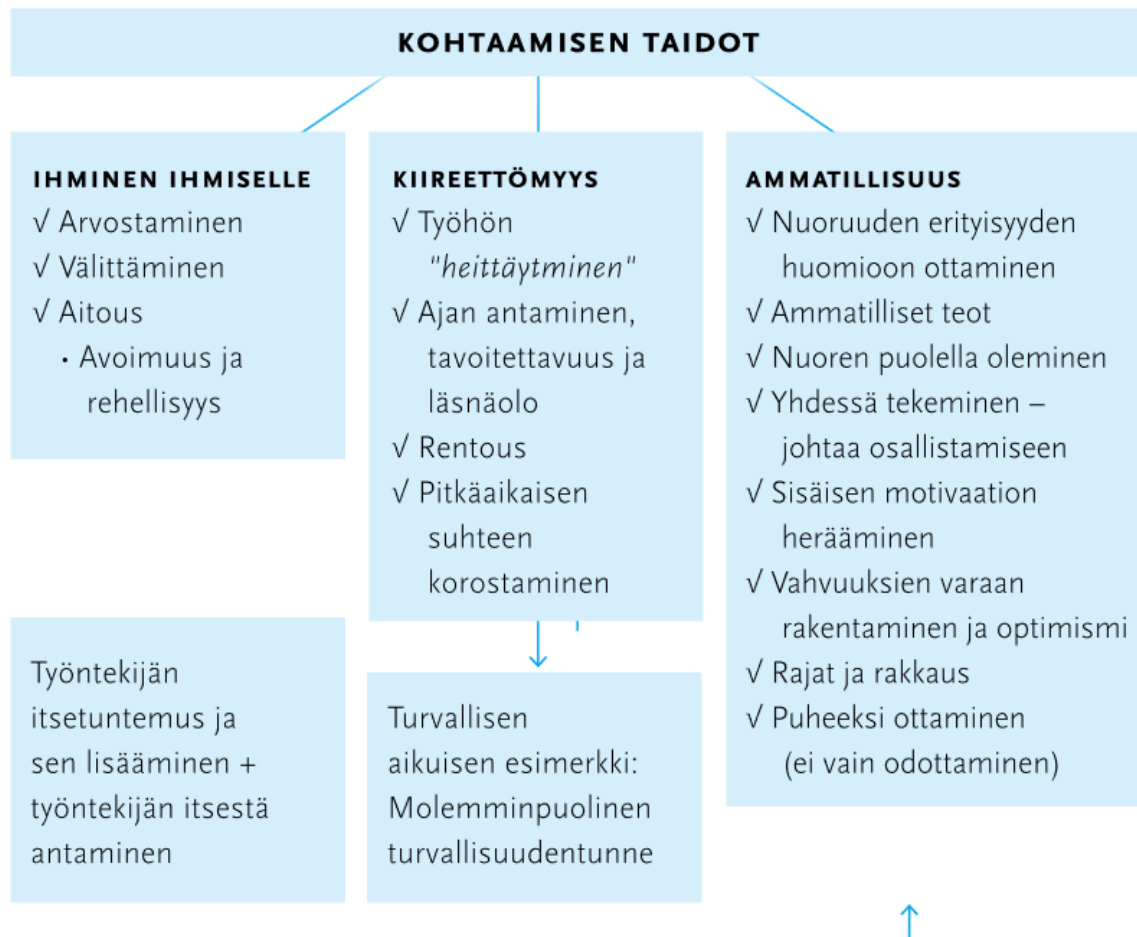 KOHTAAMISEN TAIDOT
IHMINEN IHMISELLE
√ Arvostaminen
√ Välittäminen
√ Aitous
• Avoimuus ja
rehellisyys
Työntekijän
itsetuntemus ja
sen lisääminen +
työntekijän itsestä
antaminen
KIIREETTÖMYYS
√ Työhön
"heittäytminen"
√ Ajan antaminen,
tavoitettavuus ja
läsnäolo
√ Rentous
√ Pitkäaikaisen
suhteen
korostaminen
Turvallisen
aikuisen esimerkki:
Molemminpuolinen
turvallisuudentunne
AMMATILLISUUS
√ Nuoruuden erityisyyden
huomioon ottaminen
√ Ammatilliset teot
√ Nuoren puolella oleminen
√ Yhdessä tekeminen –
johtaa osallistamiseen
√ Sisäisen motivaation
herääminen
√ Vahvuuksien varaan
rakentaminen ja optimismi
√ Rajat ja rakkaus
√ Puheeksi ottaminen
(ei vain odottaminen)